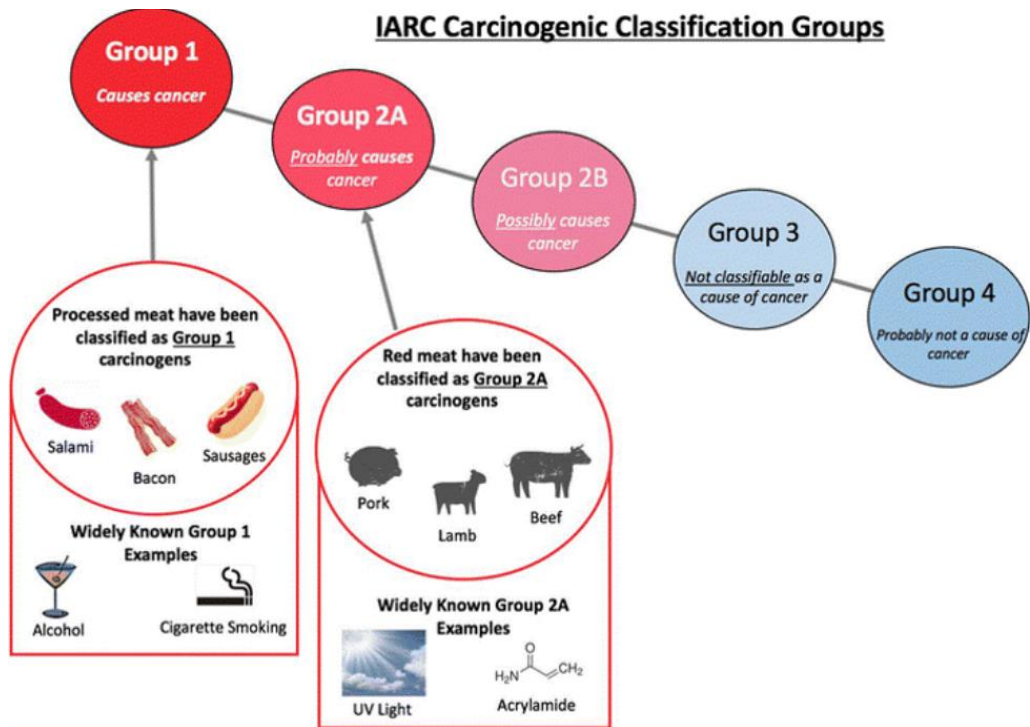 IARC Carcinogenic Classification Groups
Group 1
Causes cancer
Group 2A
Probably causes
cancer
Group 2B
Possibly causes
cancer
Group 3
Not classifiable as a
cause of cancer
Group 4
Probably not a cause of
cancer
Processed meat have been
classified as Group 1
carcinogens
Salami
Bacon
Sausages
Widely Known Group 1
Examples
Alcohol
Cigarette Smoking
Red meat have been
classified as Group 2A
carcinogens
Pork
Lamb
Beef
Widely Known Group 2A
Examples
UV Light
O
H₂N
CH₂
Acrylamide